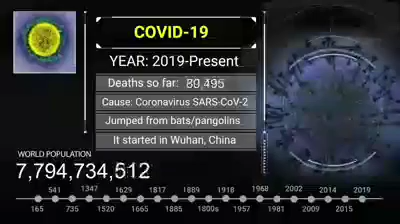 COVID-19
YEAR: 2019-Present
Deaths so far: 80,495
Cause: Coronavirus SARS-CoV-2
Jumped from bats/pangolins
It started in Wuhan, China
WORLD POPULATION
7,794,734,512
541 1347 1629 1817 1889 1918 1968 2002 2014 2019
165 735 1520 1665 1885 1800s 1957 1981 2009 2015